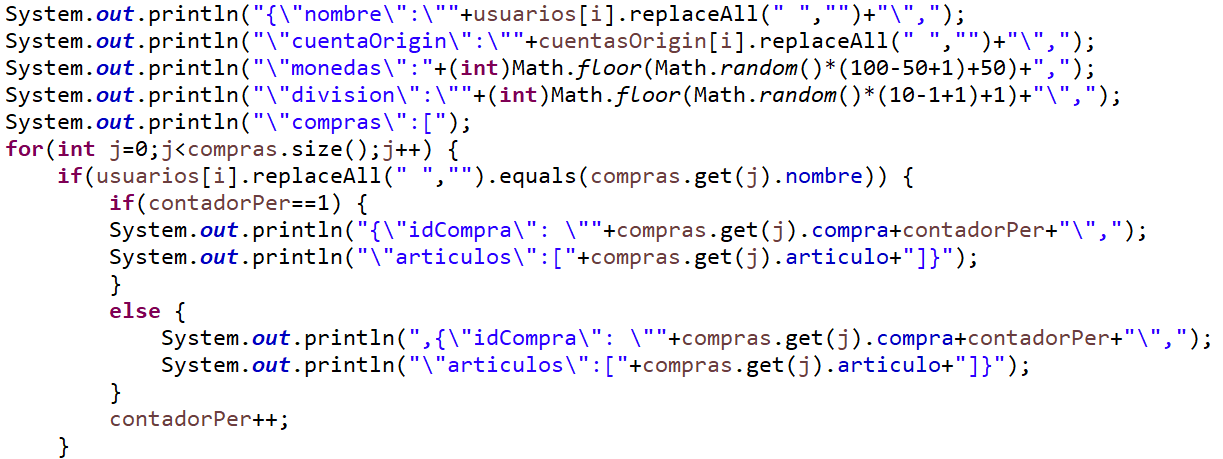 System.out.println("{\"nombre\":\""+usuarios[i].replaceAll(" ","")+"\",");
System.out.println("\"cuentaOrigin\":\""+cuentasOrigin[i].replaceAll(" ","")+"\",");
System.out.println("\"monedas\":"+(int)Math.floor(Math.random()*(100-50+1)+50)+",");
System.out.println("\"division\":\""+(int)Math.floor(Math.random()*(10-1+1)+1)+"\",");
System.out.println("\"compras\":[");
for(int j=0;j<compras.size();j++) {
    if(usuarios[i].replaceAll(" ","").equals(compras.get(j).nombre)) {
        if(contadorPer==1) {
        System.out.println("{\"idCompra\": \""+compras.get(j).compra+contadorPer+"\",");
        System.out.println("\"articulos\":["+compras.get(j).articulo+"]}");
        }
        else {
            System.out.println(",{\"idCompra\": \""+compras.get(j).compra+contadorPer+"\",");
            System.out.println("\"articulos\":["+compras.get(j).articulo+"]}");
        }
        contadorPer++;
    }